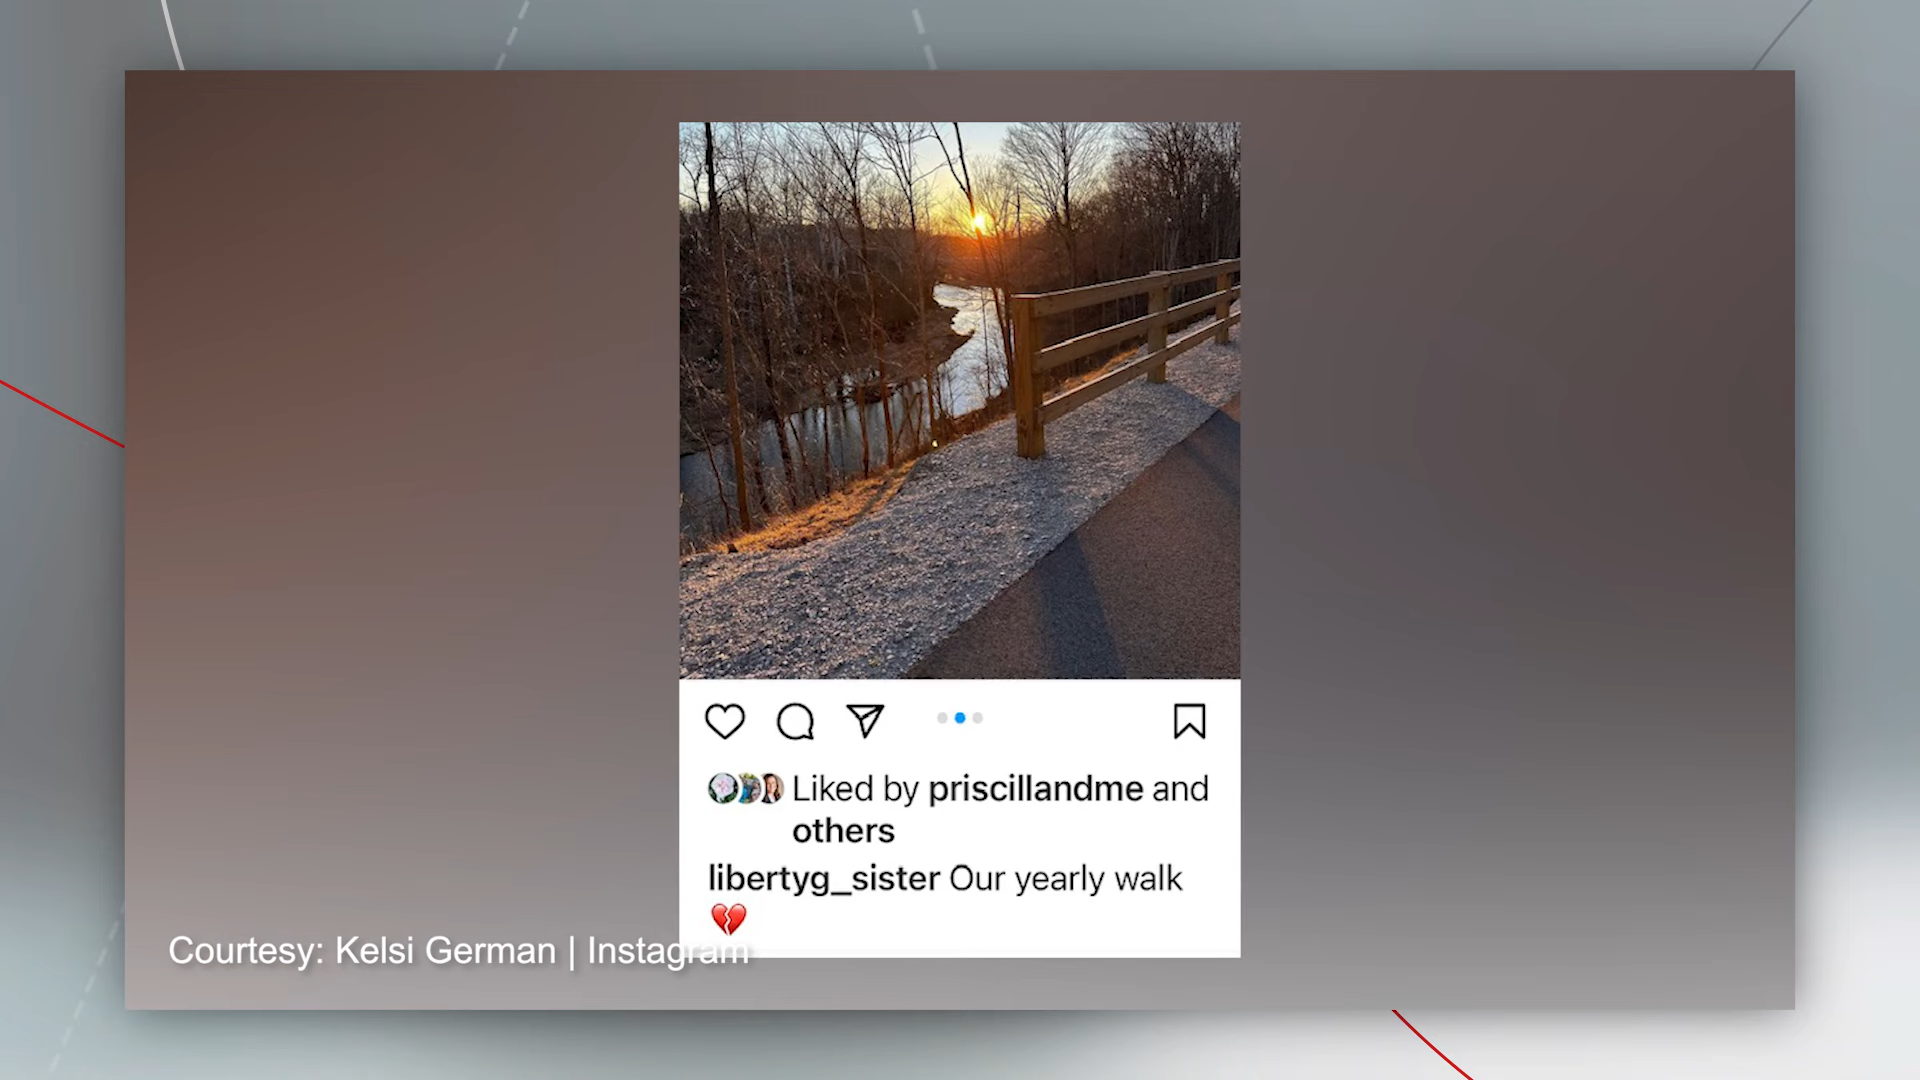 Liked by priscillandme and
others
libertyg_sister Our yearly walk
💔
Courtesy: Kelsi German | Instagram